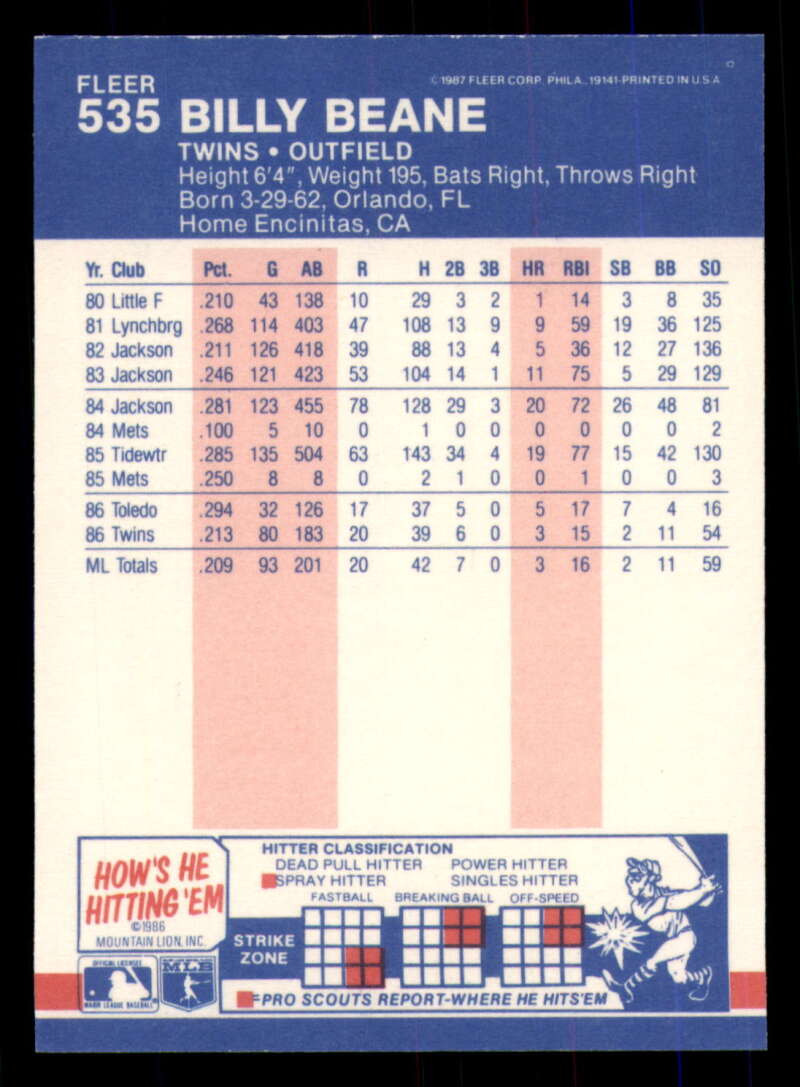 FLEER
©1987 FLEER CORP. PHILA., 19141-PRINTED IN U.S.A.
535 BILLY BEANE
TWINS • OUTFIELD
Height 6'4", Weight 195, Bats Right, Throws Right
Born 3-29-62, Orlando, FL
Home Encinitas, CA
Yr. Club Pct. G AB R H 2B 3B HR RBI SB BB SO
80 Little F .210 43 138 10 29 3 2 1 14 3 8 35
81 Lynchbrg .268 114 403 47 108 13 9 9 59 19 36 125
82 Jackson .211 126 418 39 88 13 4 5 36 12 27 136
83 Jackson .246 121 423 53 104 14 1 11 75 5 29 129
84 Jackson .281 123 455 78 128 29 3 20 72 26 48 81
84 Mets .100 5 10 0 1 0 0 0 0 0 0 2
85 Tidewtr .285 135 504 63 143 34 4 19 77 15 42 130
85 Mets .250 8 8 0 2 1 0 0 1 0 0 3
86 Toledo .294 32 126 17 37 5 0 5 17 7 4 16
86 Twins .213 80 183 20 39 6 0 3 15 2 11 54
ML Totals .209 93 201 20 42 7 0 3 16 2 11 59
HOW'S HE
HITTING 'EM
©1986
MOUNTAIN LION, INC.
HITTER CLASSIFICATION
DEAD PULL HITTER POWER HITTER
SPRAY HITTER SINGLES HITTER
FASTBALL BREAKING BALL OFF-SPEED
STRIKE
ZONE
OFFICIAL LICENSEE
MAJOR LEAGUE BASEBALL
MLB
=PRO SCOUTS REPORT-WHERE HE HITS 'EM